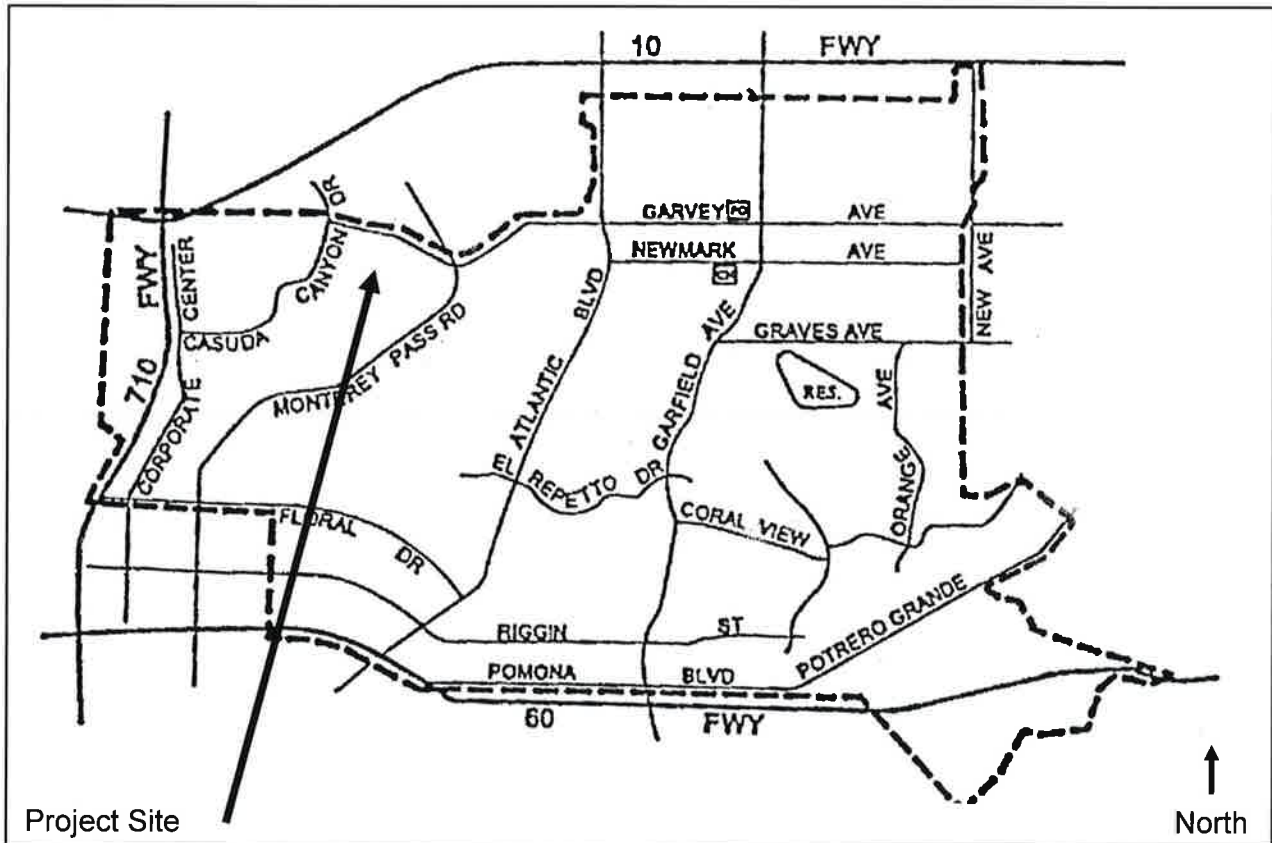 10 FWY
DR
GARVEY PO AVE
NEWMARK AVE
CANYON
CASUDA
FWY
710
CENTER
CORPORATE
MONTEREY PASS RD
ATLANTIC BLVD
GARFIELD AVE
GRAVES AVE
NEW AVE
RES.
ORANGE AVE
EL REPETTO DR
CORAL VIEW
FLORAL DR
RIGGIN ST
POTRERO GRANDE
POMONA BLVD
60 FWY
Project Site
North